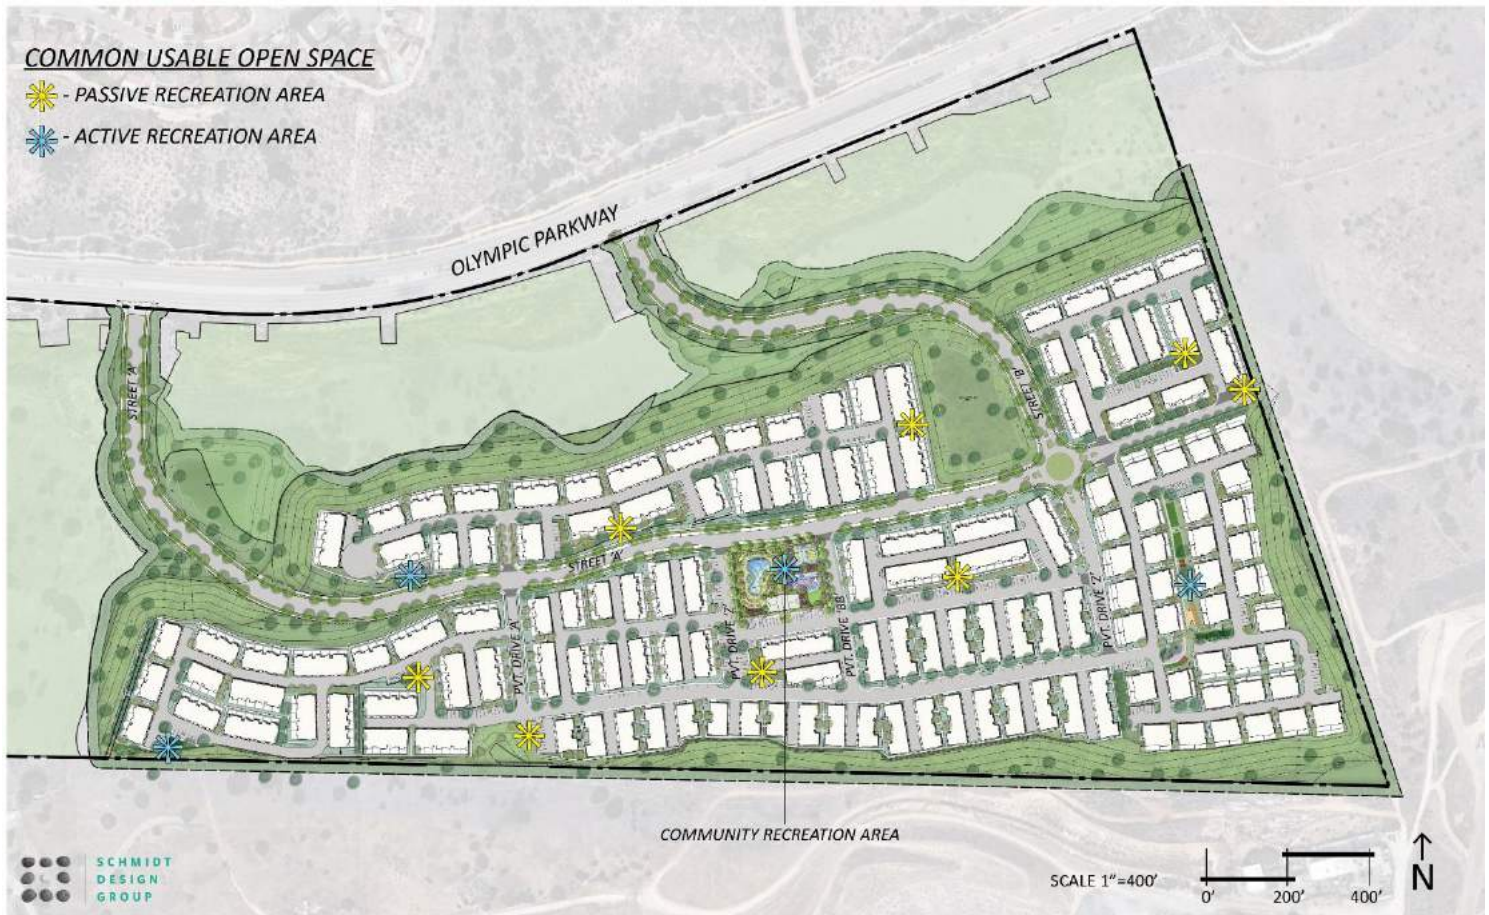 COMMON USABLE OPEN SPACE
- PASSIVE RECREATION AREA
- ACTIVE RECREATION AREA
OLYMPIC PARKWAY
STREET 'A'
STREET 'B'
STREET 'A'
PVT. DRIVE 'A'
PVT. DRIVE 'Z'
PVT. DRIVE 'BB'
PVT. DRIVE 'Z'
COMMUNITY RECREATION AREA
SCHMIDT
DESIGN
GROUP
SCALE 1"=400'
0' 200' 400'
N